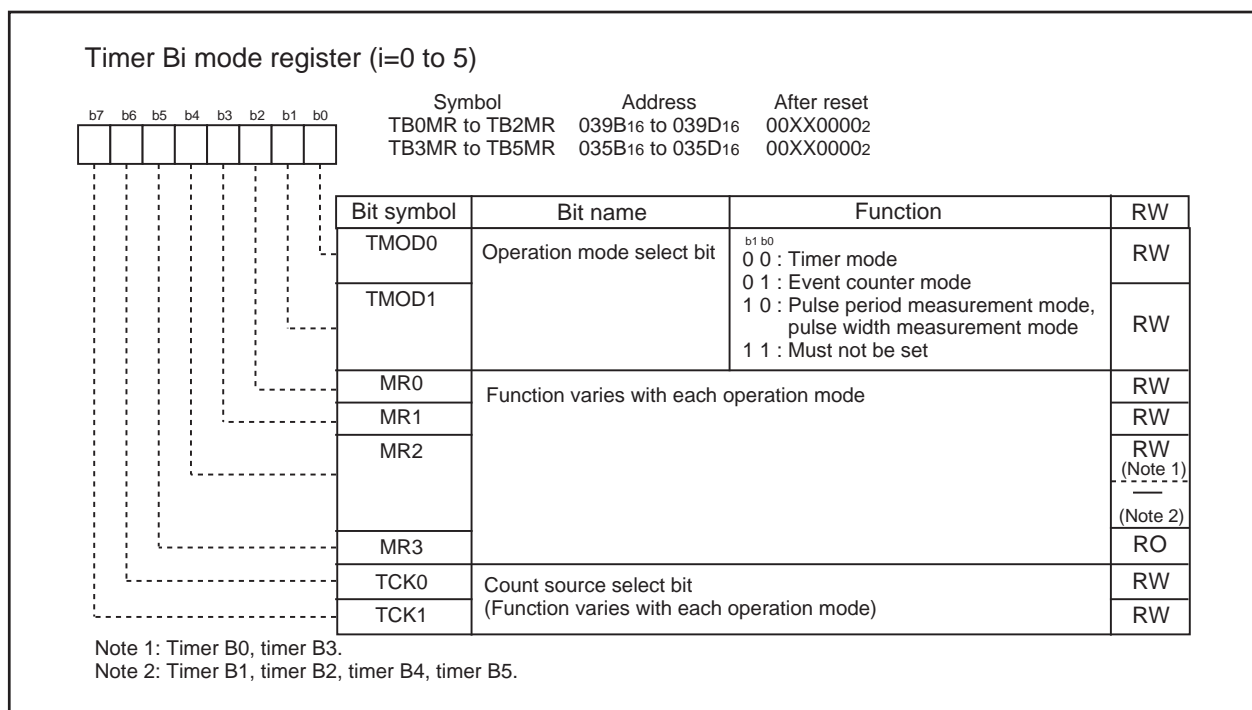 Timer Bi mode register (i=0 to 5)
Symbol Address After reset
TB0MR to TB2MR 039B16 to 039D16 00XX00002
TB3MR to TB5MR 035B16 to 035D16 00XX00002
b7 b6 b5 b4 b3 b2 b1 b0
Bit symbol Bit name Function RW
TMOD0 Operation mode select bit b1 b0 RW
0 0 : Timer mode
0 1 : Event counter mode
TMOD1 1 0 : Pulse period measurement mode,
pulse width measurement mode RW
1 1 : Must not be set
MR0 Function varies with each operation mode RW
MR1 RW
MR2 RW
(Note 1)
—
(Note 2)
MR3 RO
TCK0 Count source select bit RW
TCK1 (Function varies with each operation mode) RW
Note 1: Timer B0, timer B3.
Note 2: Timer B1, timer B2, timer B4, timer B5.